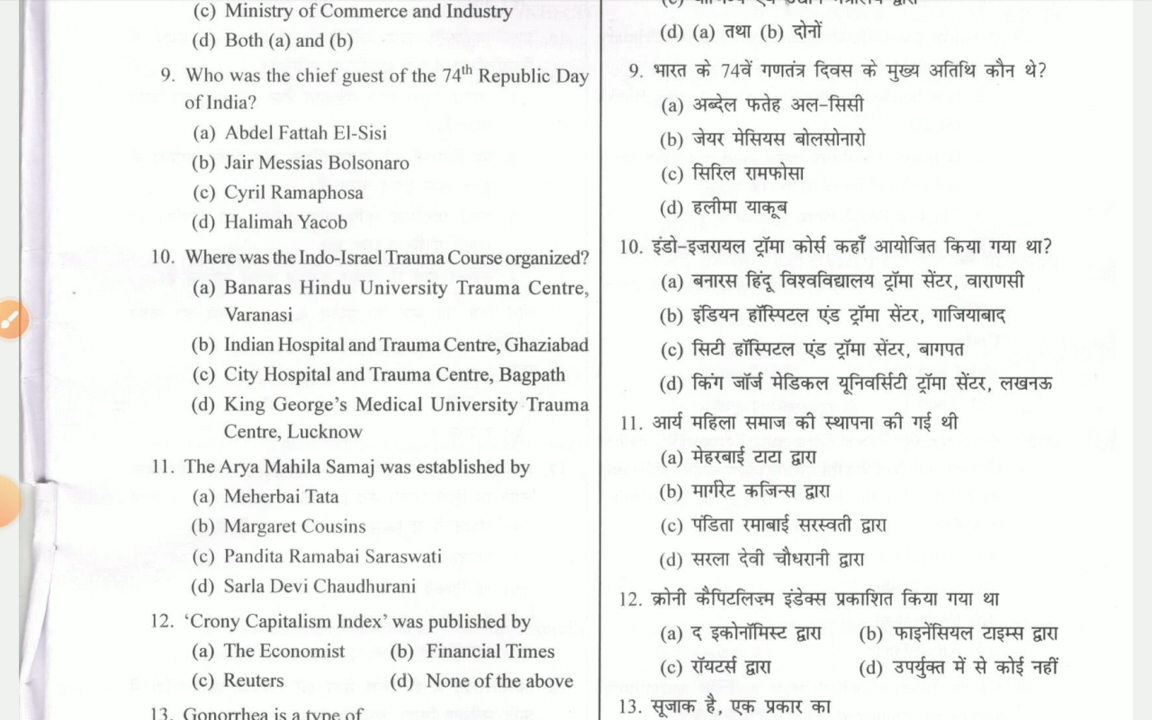 (c) Ministry of Commerce and Industry
(d) Both (a) and (b)
9. Who was the chief guest of the 74th Republic Day
of India?
(a) Abdel Fattah El-Sisi
(b) Jair Messias Bolsonaro
(c) Cyril Ramaphosa
(d) Halimah Yacob
10. Where was the Indo-Israel Trauma Course organized?
(a) Banaras Hindu University Trauma Centre,
Varanasi
(b) Indian Hospital and Trauma Centre, Ghaziabad
(c) City Hospital and Trauma Centre, Bagpath
(d) King George's Medical University Trauma
Centre, Lucknow
11. The Arya Mahila Samaj was established by
(a) Meherbai Tata
(b) Margaret Cousins
(c) Pandita Ramabai Saraswati
(d) Sarla Devi Chaudhurani
12. 'Crony Capitalism Index' was published by
(a) The Economist (b) Financial Times
(c) Reuters (d) None of the above
13. Gonorrhea is a type of
(d) (a) तथा (b) दोनों
9. भारत के 74वें गणतंत्र दिवस के मुख्य अतिथि कौन थे?
(a) अब्देल फतेह अल-सिसी
(b) जेयर मेसियस बोलसोनारो
(c) सिरिल रामफोसा
(d) हलीमा याकूब
10. इंडो-इज़रायल ट्रॉमा कोर्स कहाँ आयोजित किया गया था?
(a) बनारस हिंदू विश्वविद्यालय ट्रॉमा सेंटर, वाराणसी
(b) इंडियन हॉस्पिटल एंड ट्रॉमा सेंटर, गाजियाबाद
(c) सिटी हॉस्पिटल एंड ट्रॉमा सेंटर, बागपत
(d) किंग जॉर्ज मेडिकल यूनिवर्सिटी ट्रॉमा सेंटर, लखनऊ
11. आर्य महिला समाज की स्थापना की गई थी
(a) मेहरबाई टाटा द्वारा
(b) मार्गरेट कजिन्स द्वारा
(c) पंडिता रमाबाई सरस्वती द्वारा
(d) सरला देवी चौधरानी द्वारा
12. क्रोनी कैपिटलिज्म इंडेक्स प्रकाशित किया गया था
(a) द इकोनॉमिस्ट द्वारा (b) फाइनेंसियल टाइम्स द्वारा
(c) रॉयटर्स द्वारा (d) उपर्युक्त में से कोई नहीं
13. सूजाक है, एक प्रकार का